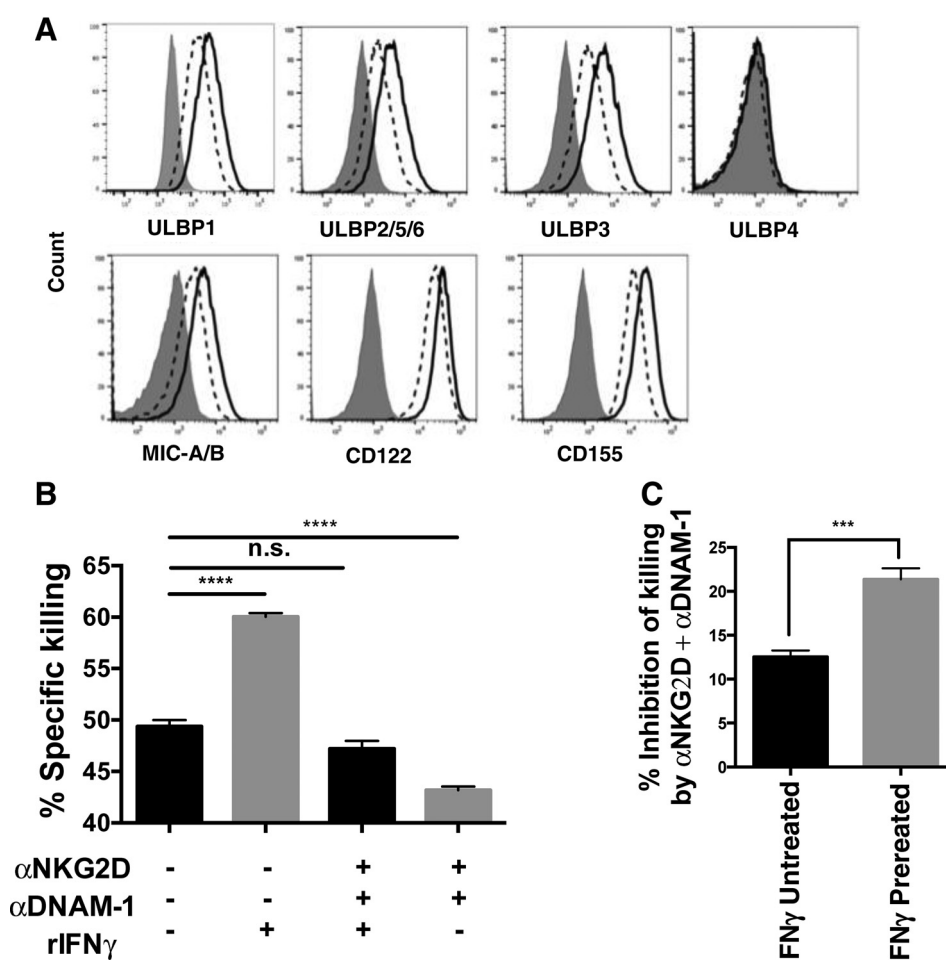 A
ULBP1
ULBP2/5/6
ULBP3
ULBP4
Count
MIC-A/B
CD122
CD155
B
****
n.s.
****
% Specific killing
65
60
55
50
45
40
αNKG2D - - + +
αDNAM-1 - - + +
rIFNγ - + + -
C
***
% Inhibition of killing
by αNKG2D + αDNAM-1
25
20
15
10
5
0
FNγ Untreated
FNγ Prereated